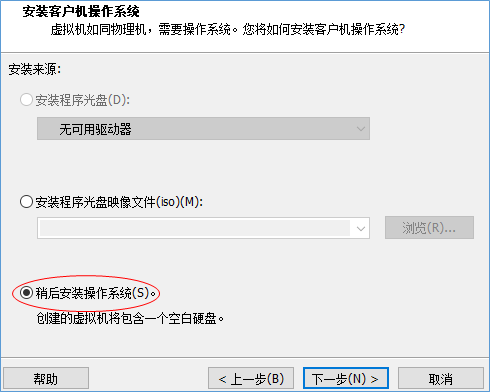 安装客户机操作系统
虚拟机如同物理机，需要操作系统。您将如何安装客户机操作系统?
安装来源:
安装程序光盘(D):
无可用驱动器
安装程序光盘映像文件(iso)(M):
浏览(R)...
稍后安装操作系统(S)。
创建的虚拟机将包含一个空白硬盘。
帮助
< 上一步(B)
下一步(N) >
取消